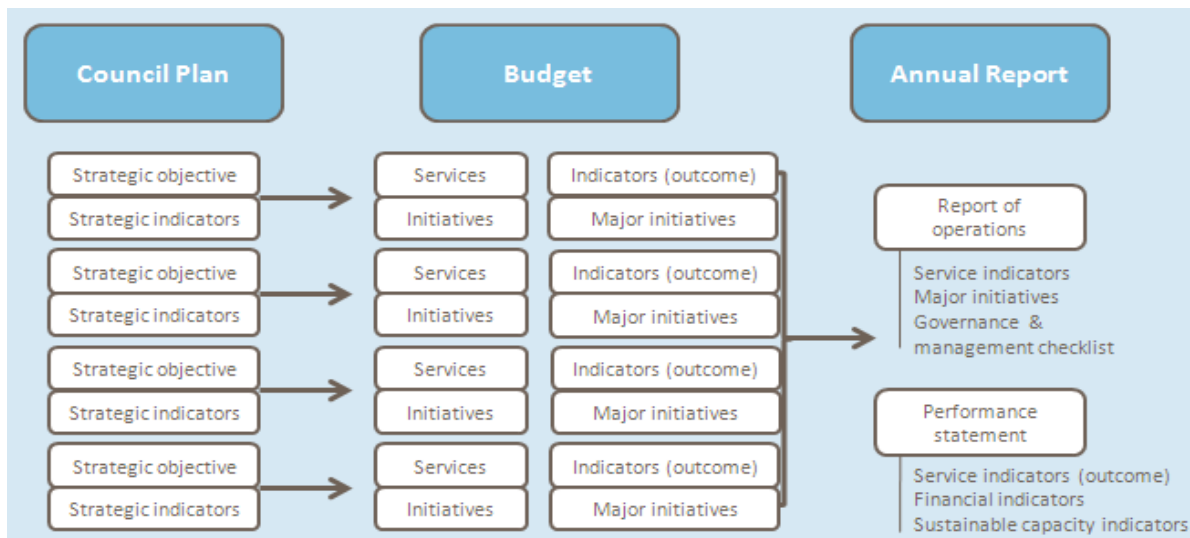 Council Plan
Budget
Annual Report
Strategic objective
Strategic indicators
Services
Initiatives
Indicators (outcome)
Major initiatives
Strategic objective
Strategic indicators
Services
Initiatives
Indicators (outcome)
Major initiatives
Strategic objective
Strategic indicators
Services
Initiatives
Indicators (outcome)
Major initiatives
Strategic objective
Strategic indicators
Services
Initiatives
Indicators (outcome)
Major initiatives
Report of
operations
Service indicators
Major initiatives
Governance &
management checklist
Performance
statement
Service indicators (outcome)
Financial indicators
Sustainable capacity indicators